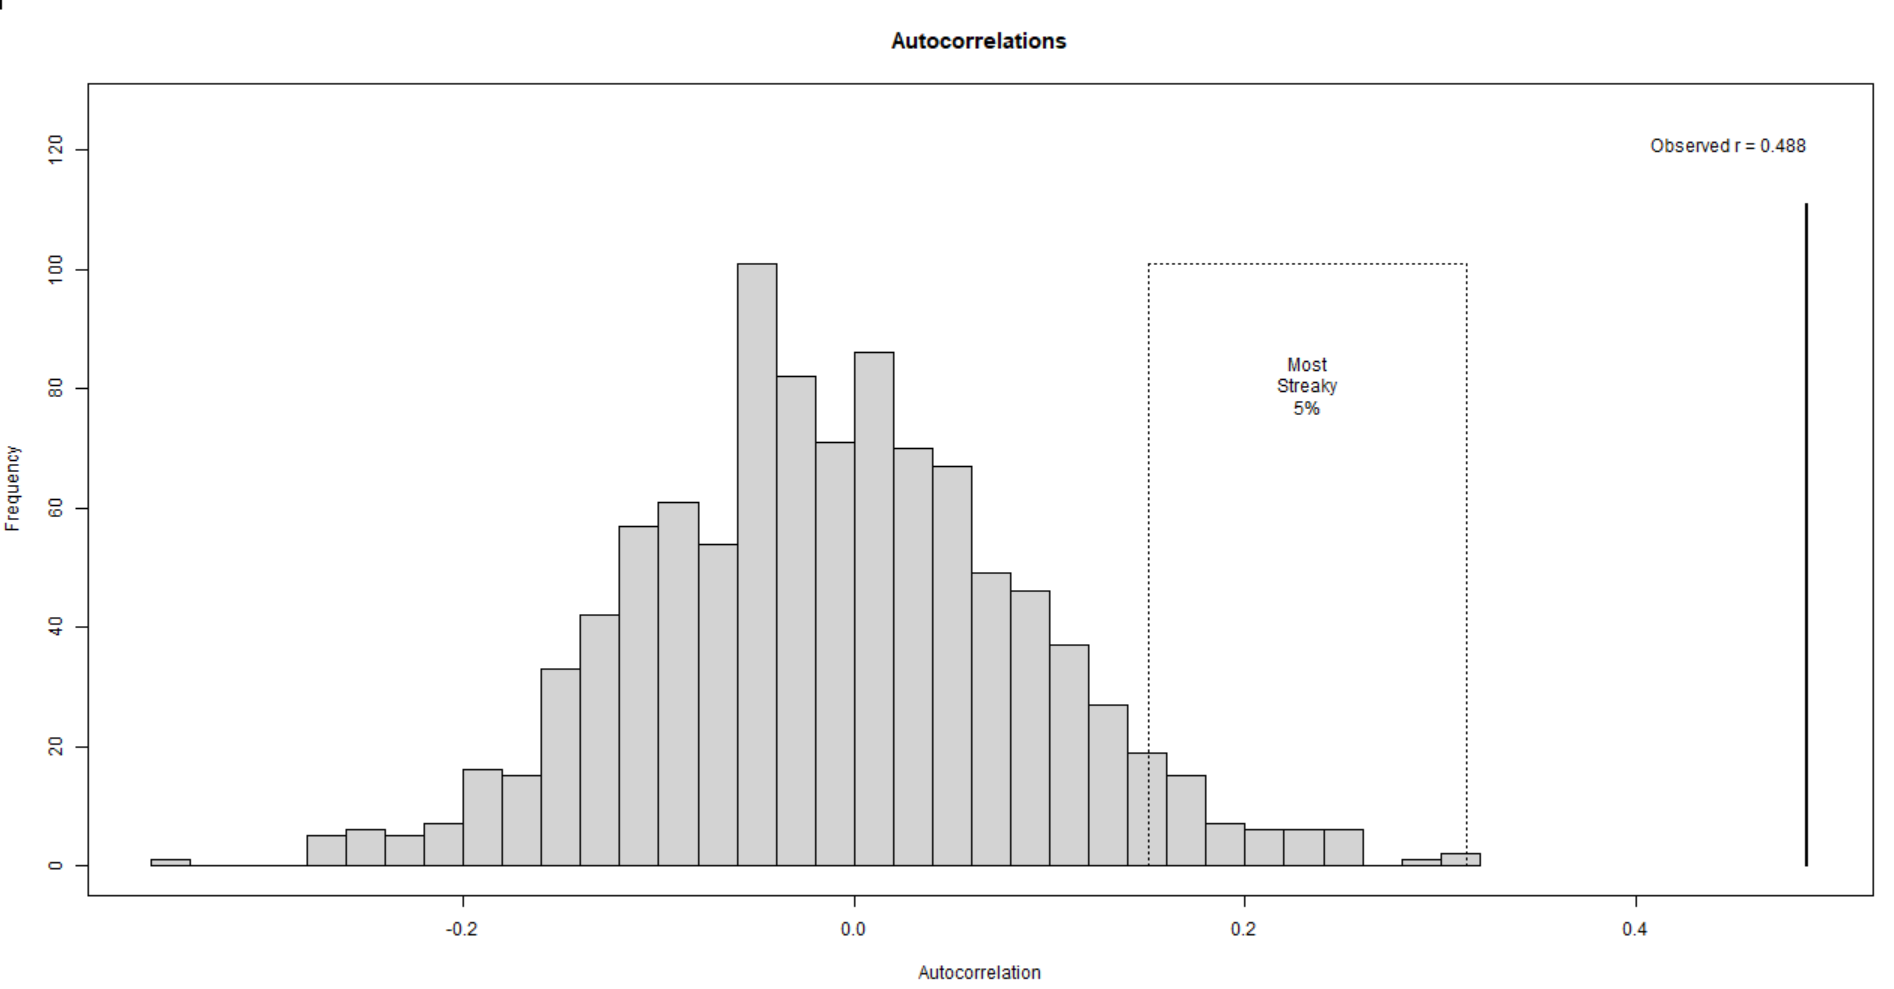 Autocorrelations
Observed r = 0.488
Most
Streaky
5%
Frequency
120
100
80
60
40
20
0
-0.2 0.0 0.2 0.4
Autocorrelation